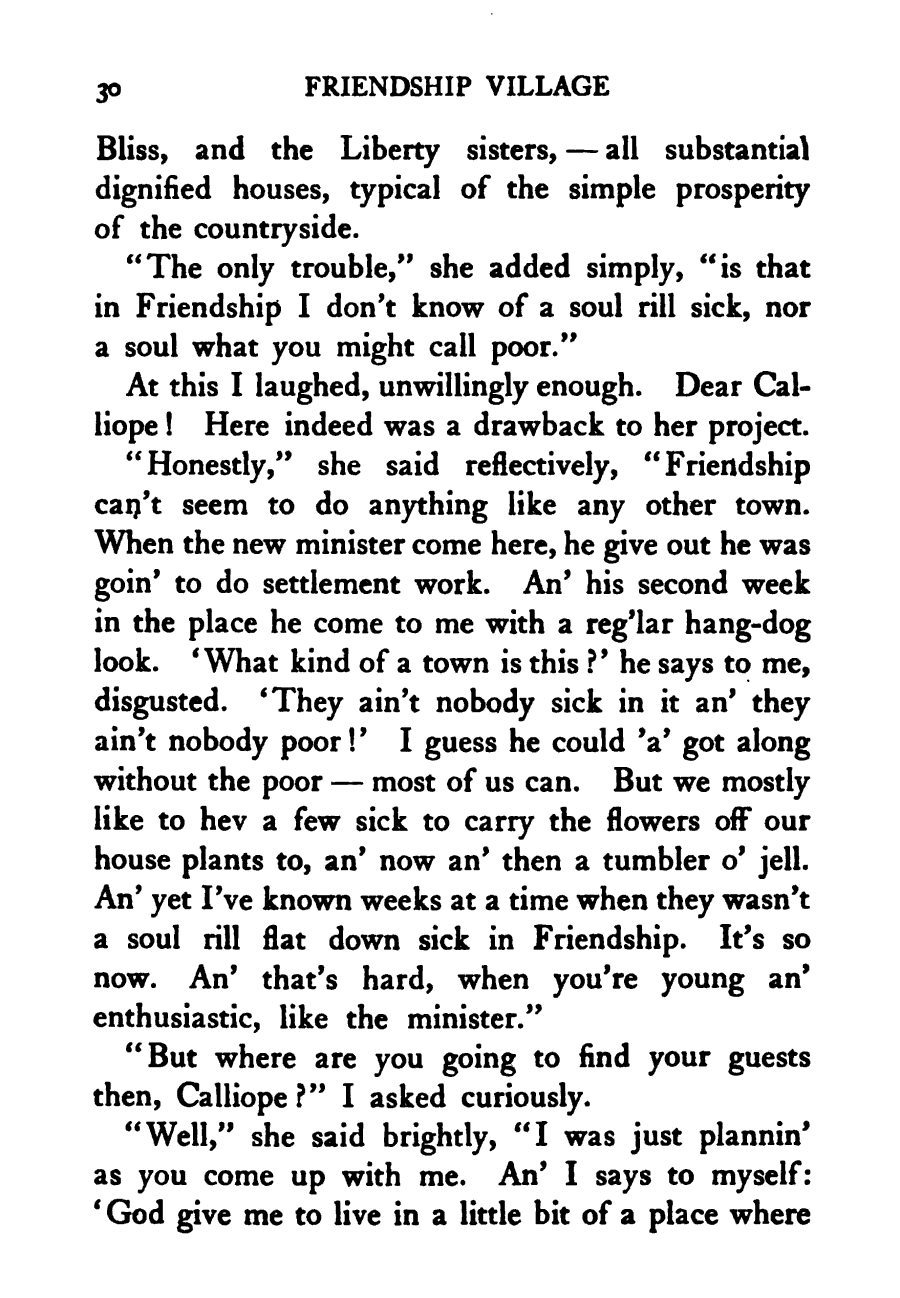 30 FRIENDSHIP VILLAGE
Bliss, and the Liberty sisters, — all substantial
dignified houses, typical of the simple prosperity
of the countryside.
"The only trouble," she added simply, "is that
in Friendship I don't know of a soul rill sick, nor
a soul what you might call poor."
At this I laughed, unwillingly enough. Dear Cal-
liope! Here indeed was a drawback to her project.
"Honestly," she said reflectively, "Friendship
can't seem to do anything like any other town.
When the new minister come here, he give out he was
goin' to do settlement work. An' his second week
in the place he come to me with a reg'lar hang-dog
look. 'What kind of a town is this?' he says to me,
disgusted. 'They ain't nobody sick in it an' they
ain't nobody poor!' I guess he could 'a' got along
without the poor — most of us can. But we mostly
like to hev a few sick to carry the flowers off our
house plants to, an' now an' then a tumbler o' jell.
An' yet I've known weeks at a time when they wasn't
a soul rill flat down sick in Friendship. It's so
now. An' that's hard, when you're young an'
enthusiastic, like the minister."
"But where are you going to find your guests
then, Calliope?" I asked curiously.
"Well," she said brightly, "I was just plannin'
as you come up with me. An' I says to myself:
'God give me to live in a little bit of a place where